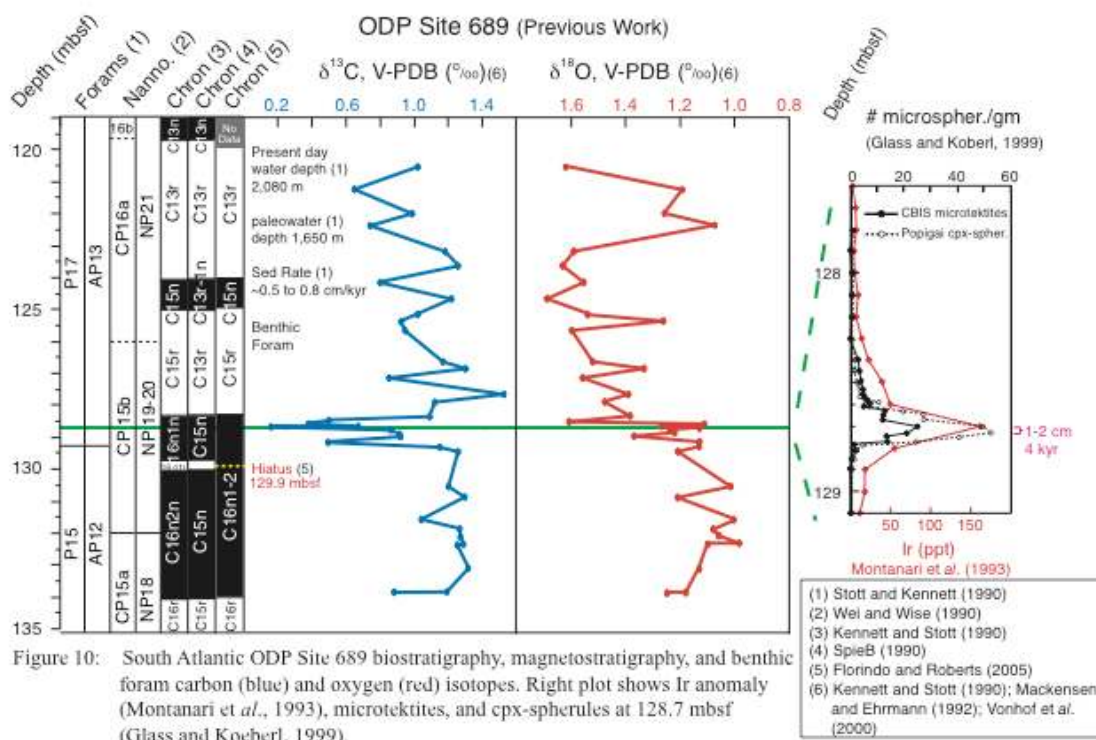 ODP Site 689 (Previous Work)
Depth (mbsf)
Forams (1)
Nanno. (2)
Chron (3)
Chron (4)
Chron (5)
δ13C, V-PDB (o/oo)(6)
δ18O, V-PDB (o/oo)(6)
0.2 0.6 1.0 1.4
1.6 1.4 1.2 1.0 0.8
120
125
130
135
P17
P15
AP13
AP12
16b
CP16a
CP15b
CP15a
NP21
NP19-20
NP18
C13n
C13r
C15n
C15r
C16n1n
C16n2n
C16r
C13n
C13r
C13r-1n
C13r
C15n
C15n
C15r
No
Data
C13r
C15n
C15r
C16n1-2
C16r
Present day
water depth (1)
2,080 m
paleowater (1)
depth 1,650 m
Sed Rate (1)
~0.5 to 0.8 cm/kyr
Benthic
Foram
Hiatus (5)
129.9 mbsf
Depth (mbsf)
# microspher./gm
(Glass and Koberl, 1999)
0 20 40 60
CBIS microtektites
Popigai cpx-spher.
128
129
1-2 cm
4 kyr
50 100 150
Ir (ppt)
Montanari et al. (1993)
(1) Stott and Kennett (1990)
(2) Wei and Wise (1990)
(3) Kennett and Stott (1990)
(4) SpieB (1990)
(5) Florindo and Roberts (2005)
(6) Kennett and Stott (1990); Mackensen
and Ehrmann (1992); Vonhof et al.
(2000)
Figure 10: South Atlantic ODP Site 689 biostratigraphy, magnetostratigraphy, and benthic
foram carbon (blue) and oxygen (red) isotopes. Right plot shows Ir anomaly
(Montanari et al., 1993), microtektites, and cpx-spherules at 128.7 mbsf
(Glass and Koeberl, 1999)